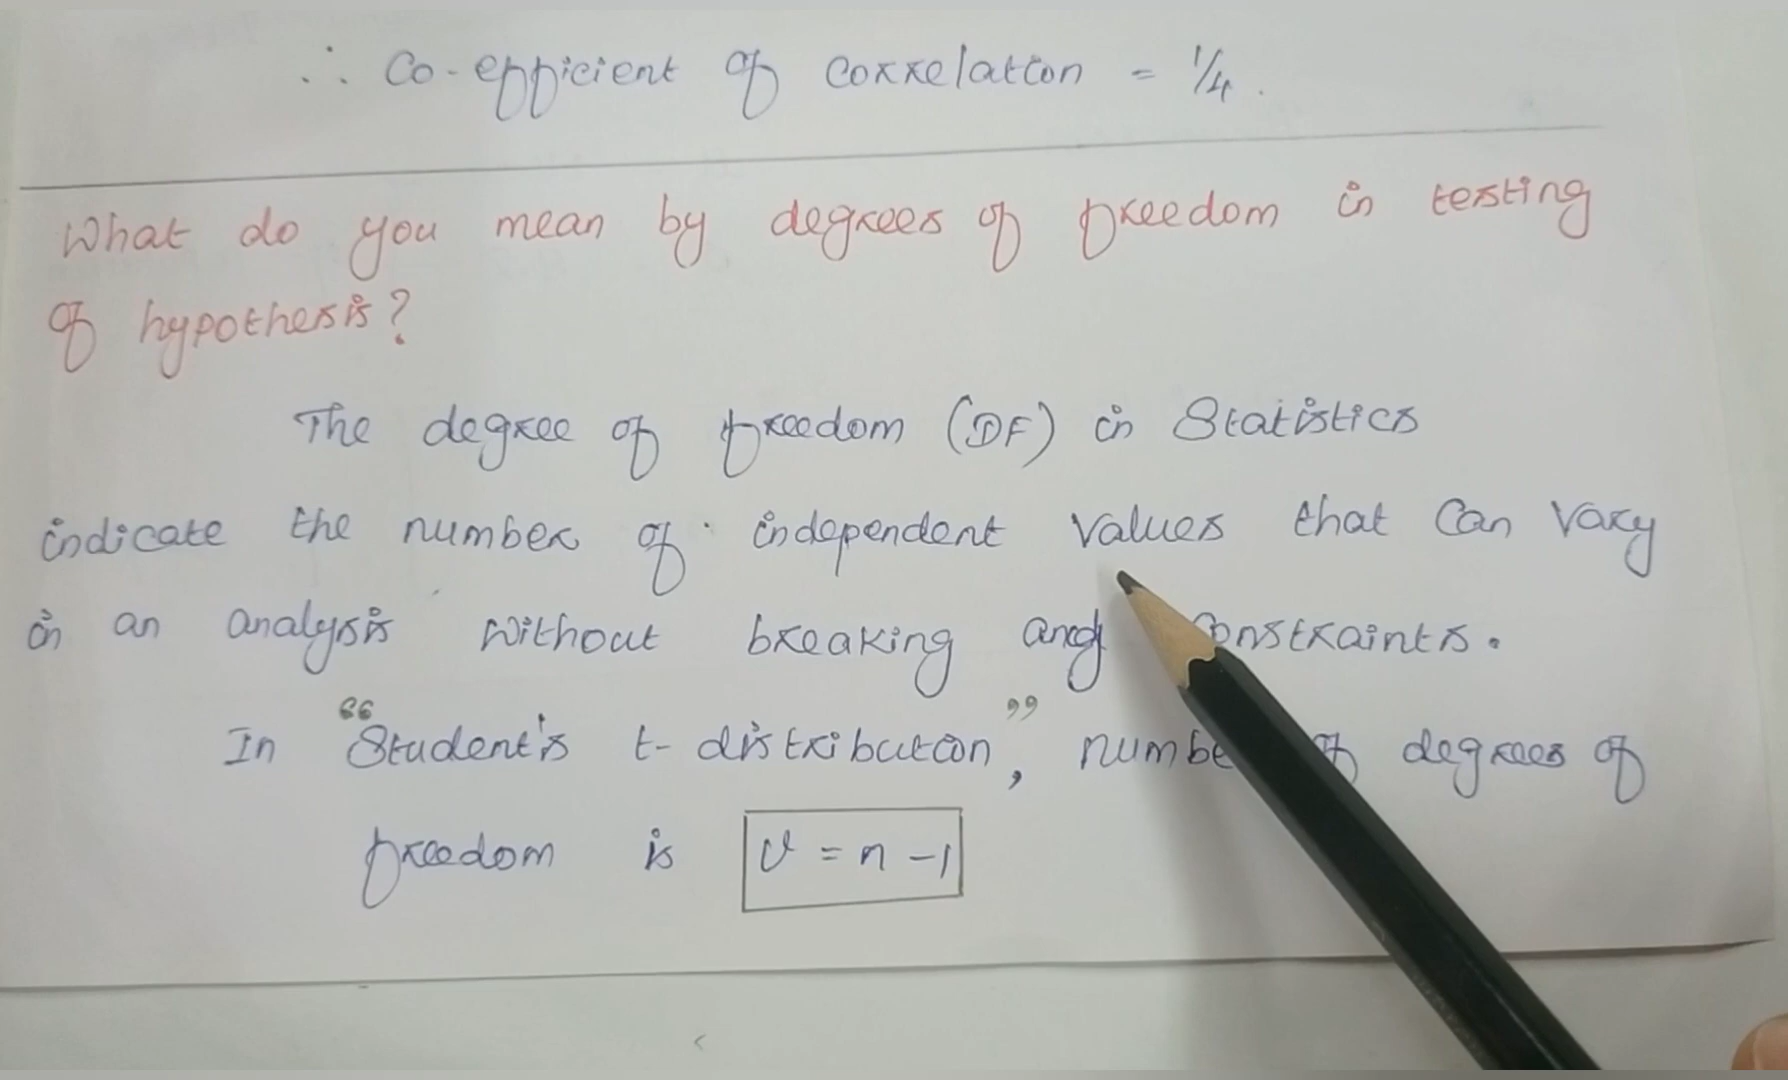 ∴ Co-efficient of correlation = 1/4.
What do you mean by degrees of freedom in testing
of hypothesis?
The degree of freedom (DF) in Statistics
indicate the number of independent values that can vary
in an analysis without breaking any constraints.
In "Student's t-distribution", number of degrees of
freedom is ν = n - 1